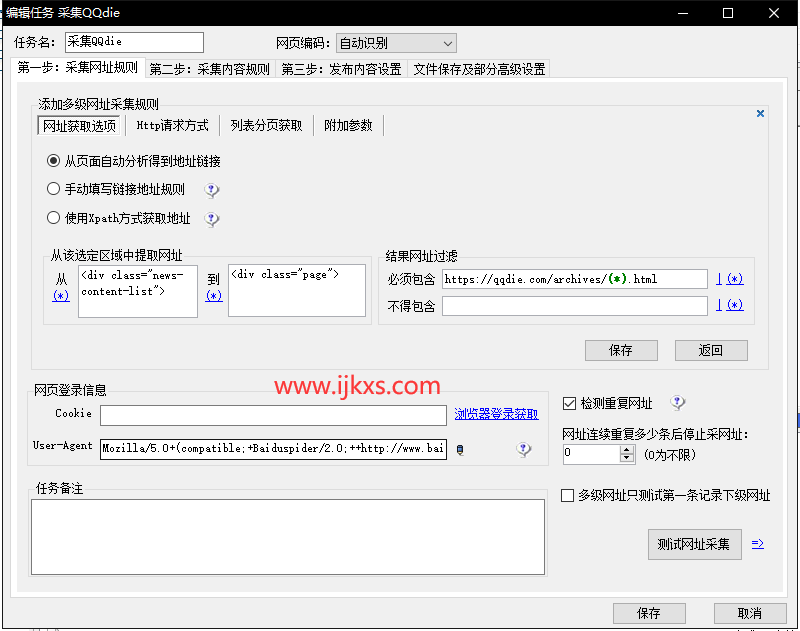 编辑任务 采集QQdie
任务名： 采集QQdie 网页编码： 自动识别
第一步：采集网址规则 第二步：采集内容规则 第三步：发布内容设置 文件保存及部分高级设置
添加多级网址采集规则
网址获取选项 Http请求方式 列表分页获取 附加参数
从页面自动分析得到地址链接
手动填写链接地址规则
使用Xpath方式获取地址
从该选定区域中提取网址
从 (*) <div class="news-
content-list"> 到 (*) <div class="page">
结果网址过滤
必须包含 https://qqdie.com/archives/(*).html | (*)
不得包含 | (*)
保存 返回
www.ijkxs.com
网页登录信息
Cookie 浏览器登录获取
User-Agent Mozilla/5.0+(compatible;+Baiduspider/2.0;++http://www.bai
检测重复网址
网址连续重复多少条后停止采网址：
0 (0为不限)
任务备注
多级网址只测试第一条记录下级网址
测试网址采集 =>
保存 取消